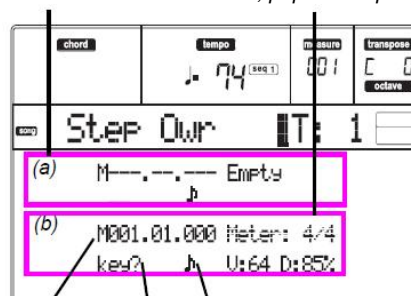 chord tempo measure transpose
♩. 74 seq 1 001 [ 0
octave
song Step Owr T: 1
(a) M---.--.--- Empty
♪
(b) M001.01.000 Meter: 4/4
key? ♪ V:64 D:85%